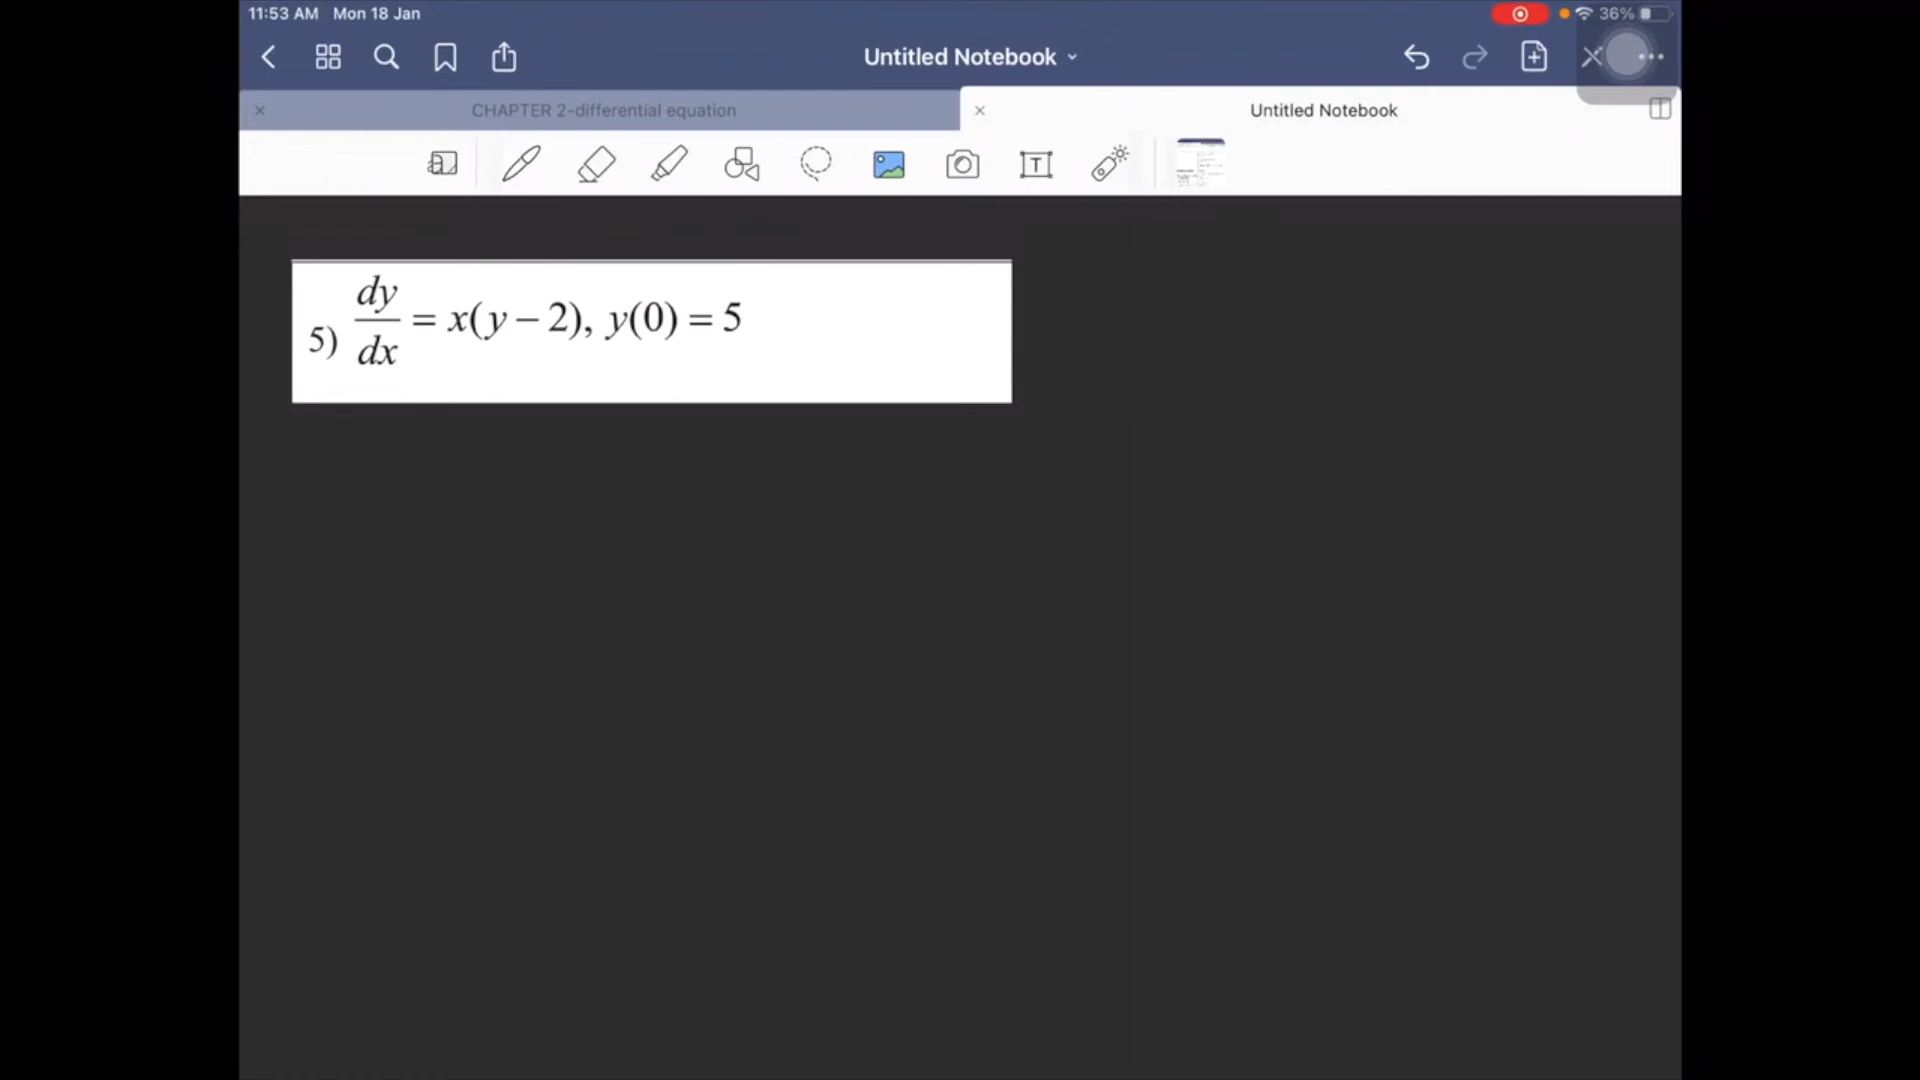 11:53 AM Mon 18 Jan
36%
Untitled Notebook
CHAPTER 2-differential equation
Untitled Notebook
5) dy/dx = x(y − 2), y(0) = 5